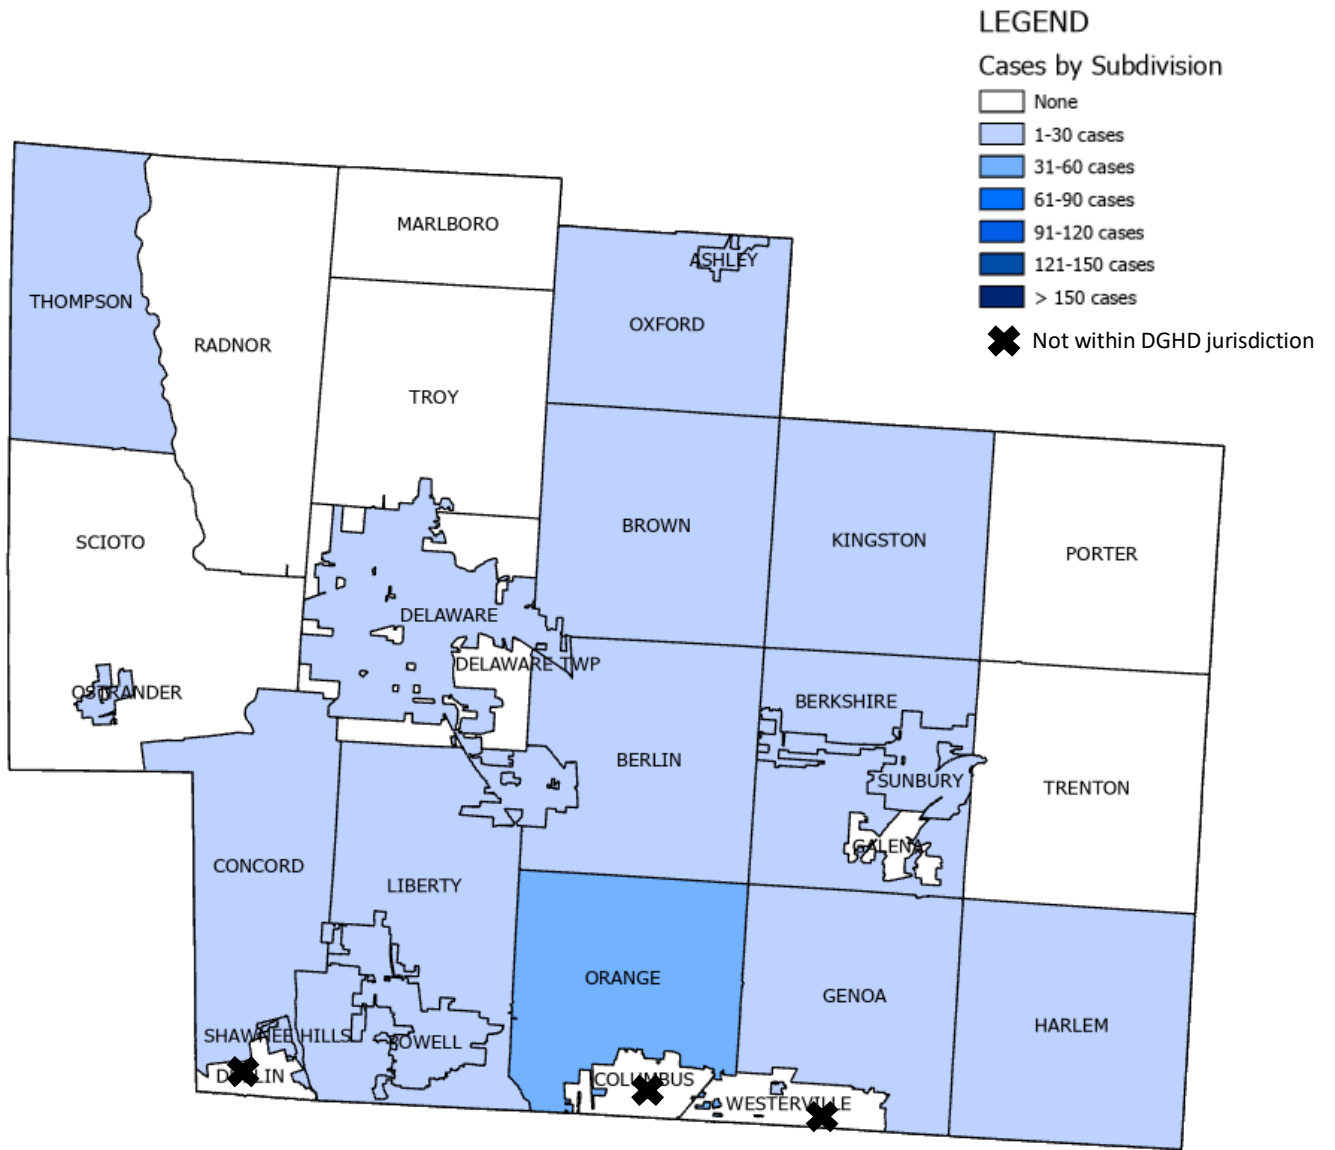 LEGEND
Cases by Subdivision
None
1-30 cases
31-60 cases
61-90 cases
91-120 cases
121-150 cases
> 150 cases
Not within DGHD jurisdiction
MARLBORO
ASHLEY
THOMPSON
OXFORD
RADNOR
TROY
BROWN
KINGSTON
SCIOTO
PORTER
DELAWARE
DELAWARE TWP
OSTRANDER
BERKSHIRE
BERLIN
SUNBURY
TRENTON
GALENA
CONCORD
LIBERTY
ORANGE
GENOA
HARLEM
SHAWNEE HILLS
POWELL
DUBLIN
COLUMBUS
WESTERVILLE